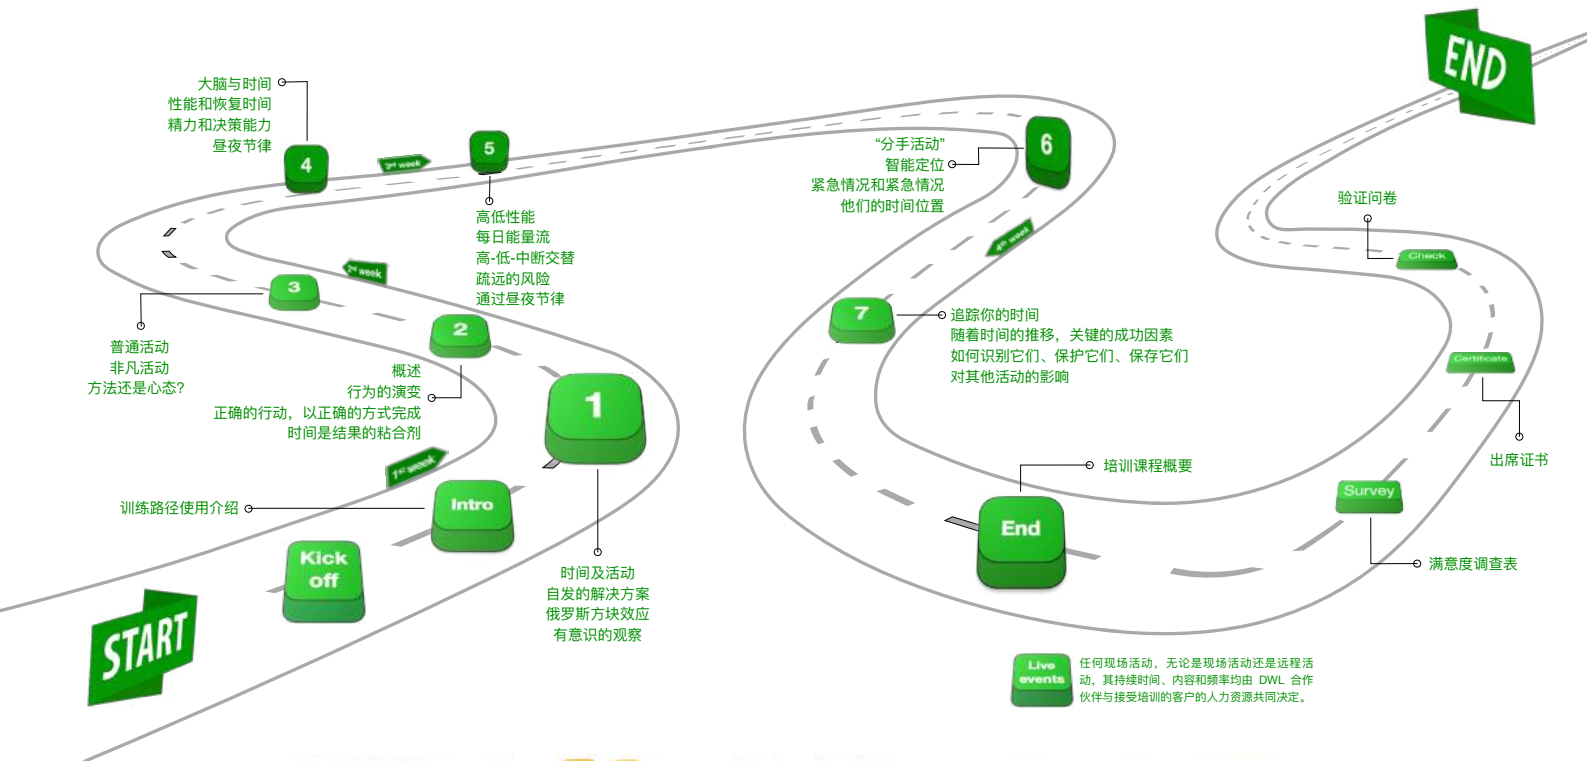 START
Kick
off
训练路径使用介绍
Intro
1st week
1
时间及活动
自发的解决方案
俄罗斯方块效应
有意识的观察
2
概述
行为的演变
正确的行动，以正确的方式完成
时间是结果的粘合剂
2nd week
3
普通活动
非凡活动
方法还是心态?
4
大脑与时间
性能和恢复时间
精力和决策能力
昼夜节律
3rd week
5
高低性能
每日能量流
高-低-中断交替
疏远的风险
通过昼夜节律
6
“分手活动”
智能定位
紧急情况和紧急情况
他们的时间位置
4th week
7
追踪你的时间
随着时间的推移，关键的成功因素
如何识别它们、保护它们、保存它们
对其他活动的影响
End
培训课程概要
Survey
满意度调查表
Certificate
出席证书
Check
验证问卷
END
Live
events
任何现场活动，无论是现场活动还是远程活
动，其持续时间、内容和频率均由 DWL 合作
伙伴与接受培训的客户的人力资源共同决定。